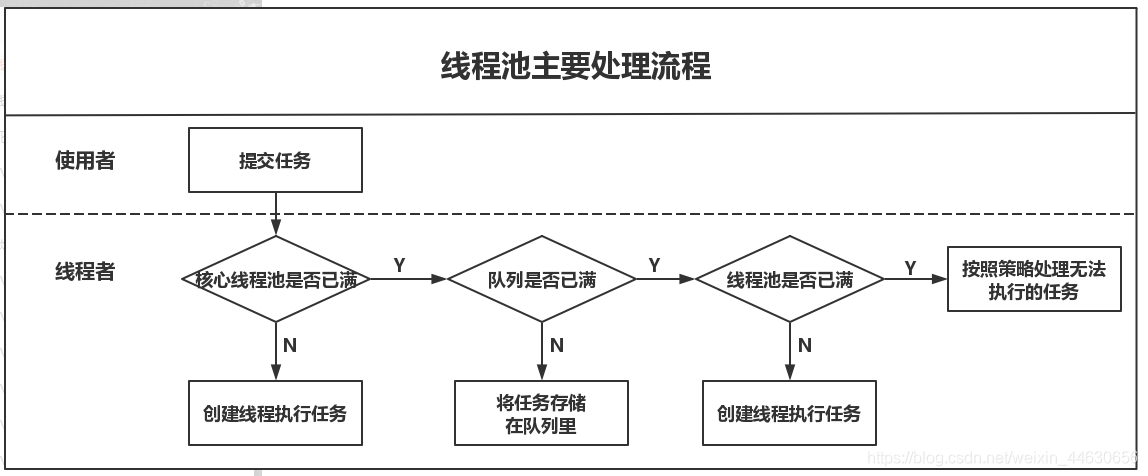 线程池主要处理流程
使用者
提交任务
线程者
核心线程池是否已满
Y
队列是否已满
Y
线程池是否已满
Y
按照策略处理无法
执行的任务
N
N
N
创建线程执行任务
将任务存储
在队列里
创建线程执行任务
https://blog.csdn.net/weixin_44630656